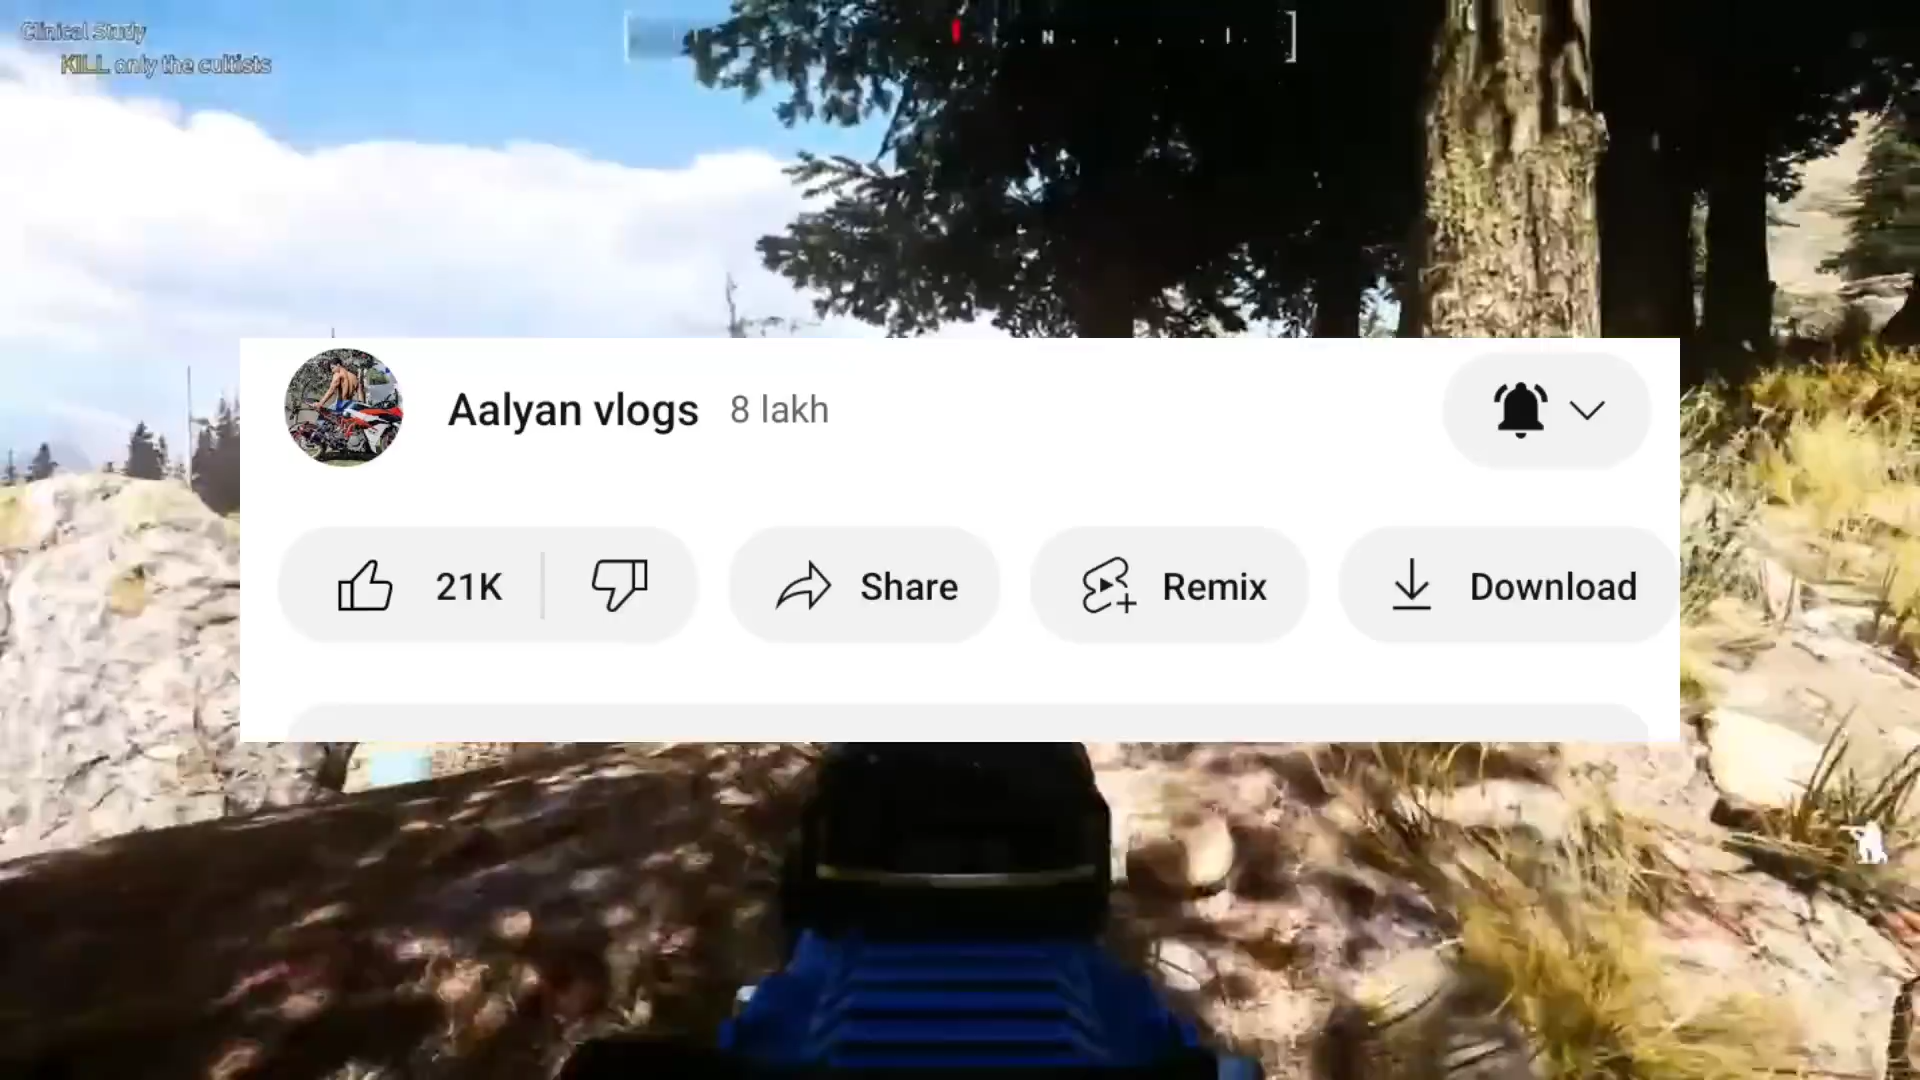 Clinical Study
KILL only the cultists
N
Aalyan vlogs 8 lakh
21K Share Remix Download